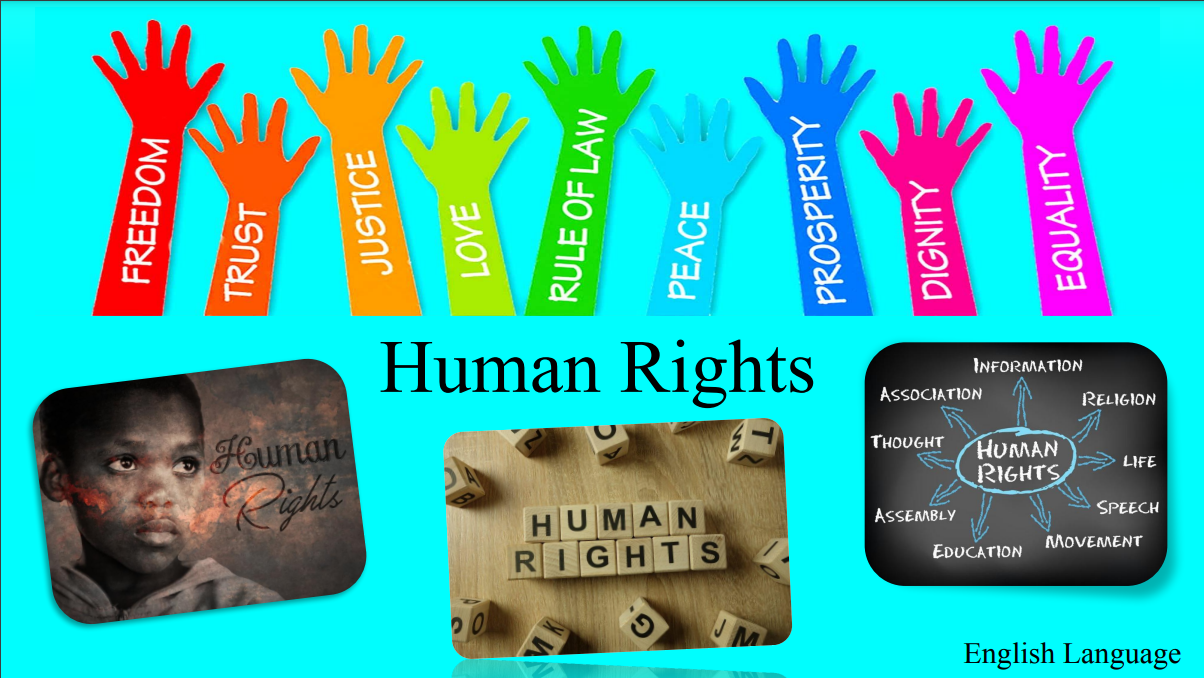 FREEDOM
TRUST
JUSTICE
LOVE
RULE OF LAW
PEACE
PROSPERITY
DIGNITY
EQUALITY
Human Rights
Human
Rights
HUMAN
RIGHTS
INFORMATION
ASSOCIATION
RELIGION
THOUGHT
HUMAN
RIGHTS
LIFE
ASSEMBLY
SPEECH
EDUCATION
MOVEMENT
English Language